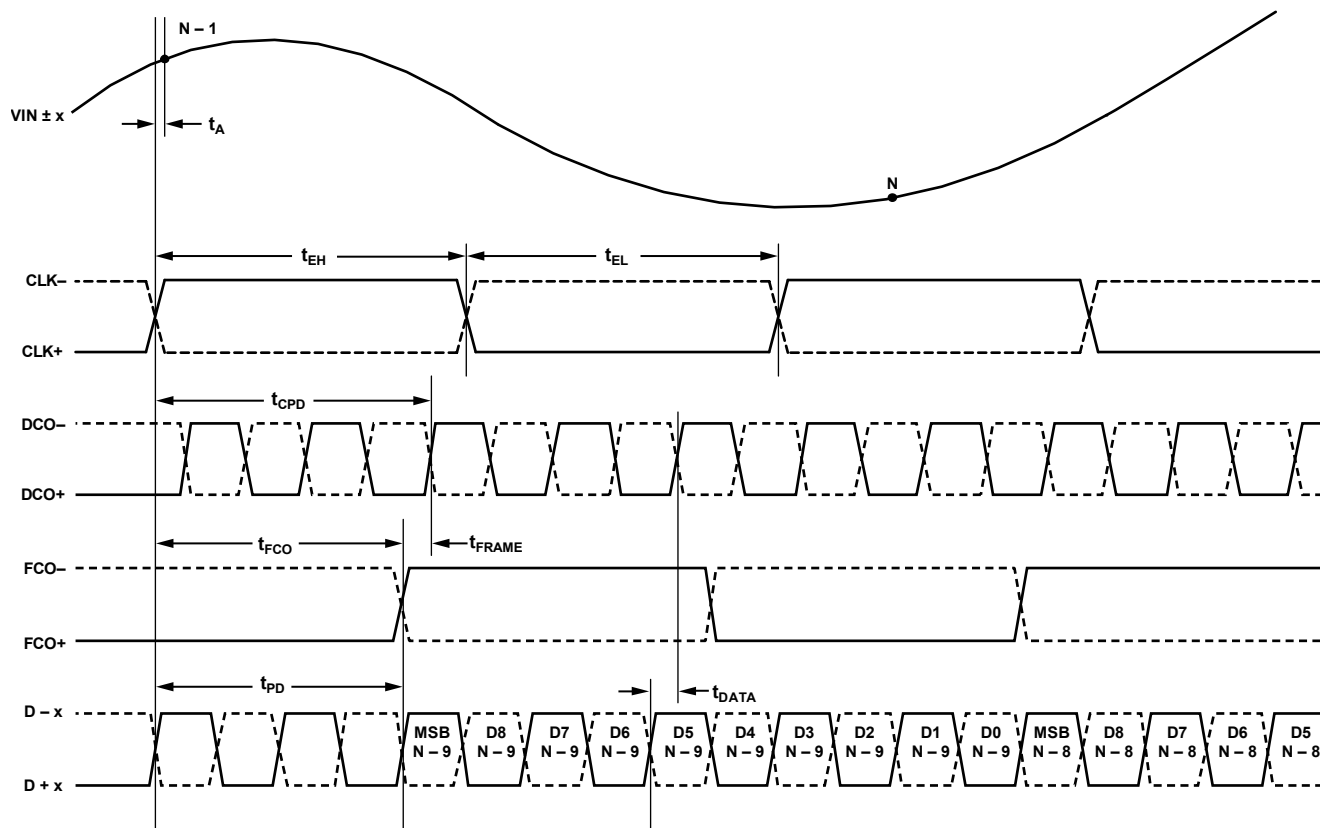 N – 1
VIN ± x
tA
N
tEH
tEL
CLK–
CLK+
tCPD
DCO–
DCO+
tFCO
tFRAME
FCO–
FCO+
tPD
tDATA
D – x
MSB D8 D7 D6 D5 D4 D3 D2 D1 D0 MSB D8 D7 D6 D5
N – 9 N – 9 N – 9 N – 9 N – 9 N – 9 N – 9 N – 9 N – 9 N – 9 N – 8 N – 8 N – 8 N – 8 N – 8
D + x